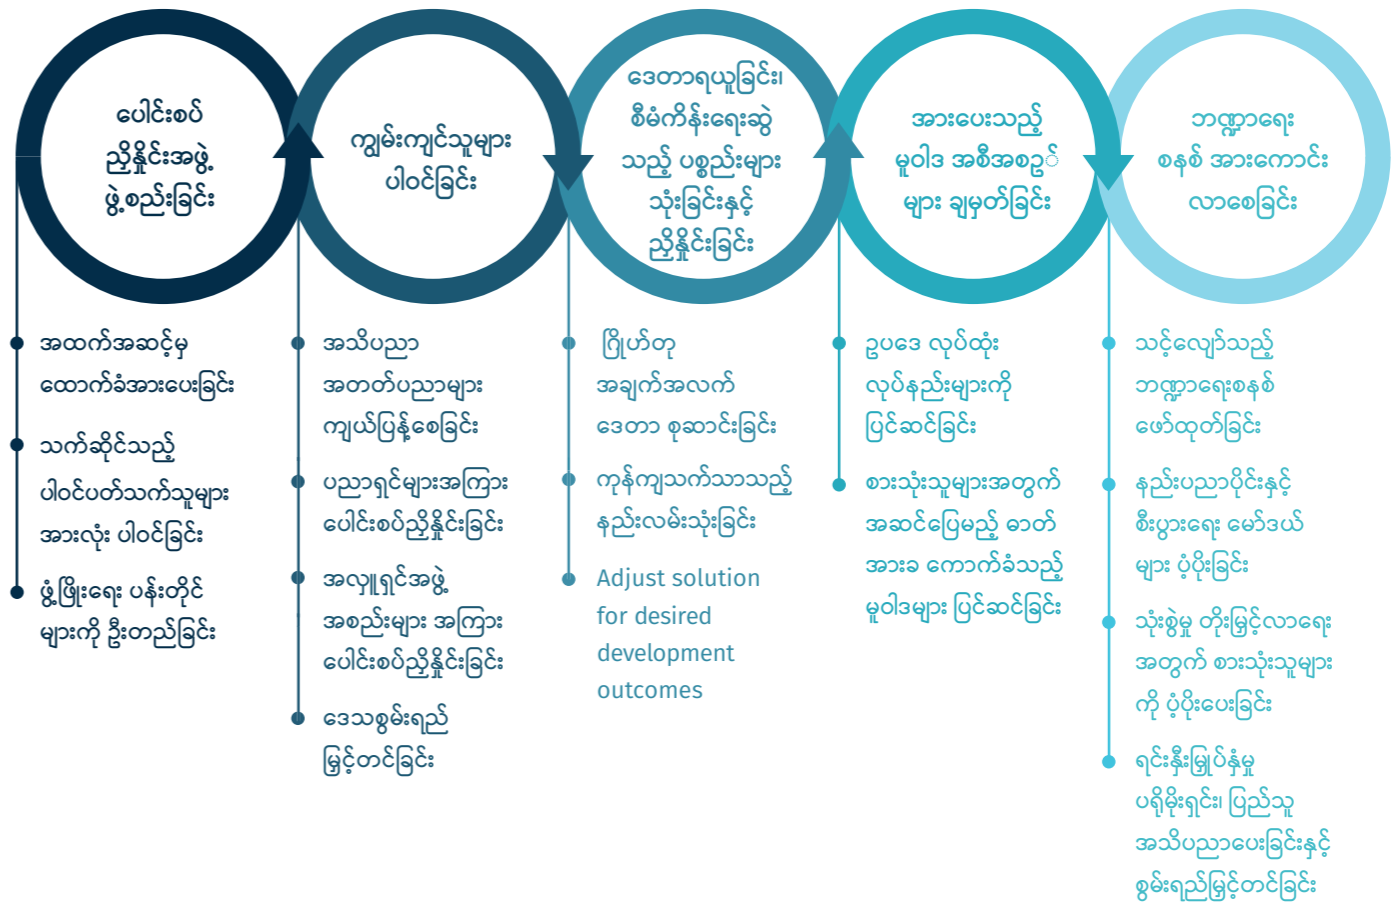 ပေါင်းစပ်
ညှိနှိုင်းအဖွဲ့
ဖွဲ့စည်းခြင်း
ကျွမ်းကျင်သူများ
ပါဝင်ခြင်း
ဒေတာရယူခြင်း၊
စီမံကိန်းရေးဆွဲ
သည့် ပစ္စည်းများ
သုံးခြင်းနှင့်
ညှိနှိုင်းခြင်း
အားပေးသည့်
မူဝါဒ အစီအစဥ်
များ ချမှတ်ခြင်း
ဘဏ္ဍာရေး
စနစ် အားကောင်း
လာစေခြင်း
အထက်အဆင့်မှ
ထောက်ခံအားပေးခြင်း
သက်ဆိုင်သည့်
ပါဝင်ပတ်သက်သူများ
အားလုံး ပါဝင်ခြင်း
ဖွံ့ဖြိုးရေး ပန်းတိုင်
များကို ဦးတည်ခြင်း
အသိပညာ
အတတ်ပညာများ
ကျယ်ပြန့်စေခြင်း
ပညာရှင်များအကြား
ပေါင်းစပ်ညှိနှိုင်းခြင်း
အလှူရှင်အဖွဲ့
အစည်းများ အကြား
ပေါင်းစပ်ညှိနှိုင်းခြင်း
ဒေသစွမ်းရည်
မြှင့်တင်ခြင်း
ဂြိုဟ်တု
အချက်အလက်
ဒေတာ စုဆာင်းခြင်း
ကုန်ကျသက်သာသည့်
နည်းလမ်းသုံးခြင်း
Adjust solution
for desired
development
outcomes
ဥပဒေ လုပ်ထုံး
လုပ်နည်းများကို
ပြင်ဆင်ခြင်း
စားသုံးသူများအတွက်
အဆင်ပြေမည့် ဓာတ်
အားခ ကောက်ခံသည့်
မူဝါဒများ ပြင်ဆင်ခြင်း
သင့်လျော်သည့်
ဘဏ္ဍာရေးစနစ်
ဖော်ထုတ်ခြင်း
နည်းပညာပိုင်းနှင့်
စီးပွားရေး မော်ဒယ်
များ ပံ့ပိုးခြင်း
သုံးစွဲမှု တိုးမြှင့်လာရေး
အတွက် စားသုံးသူများ
ကို ပံ့ပိုးပေးခြင်း
ရင်းနှီးမြှုပ်နှံမှု
ပရိုမိုးရှင်း၊ ပြည်သူ
အသိပညာပေးခြင်းနှင့်
စွမ်းရည်မြှင့်တင်ခြင်း